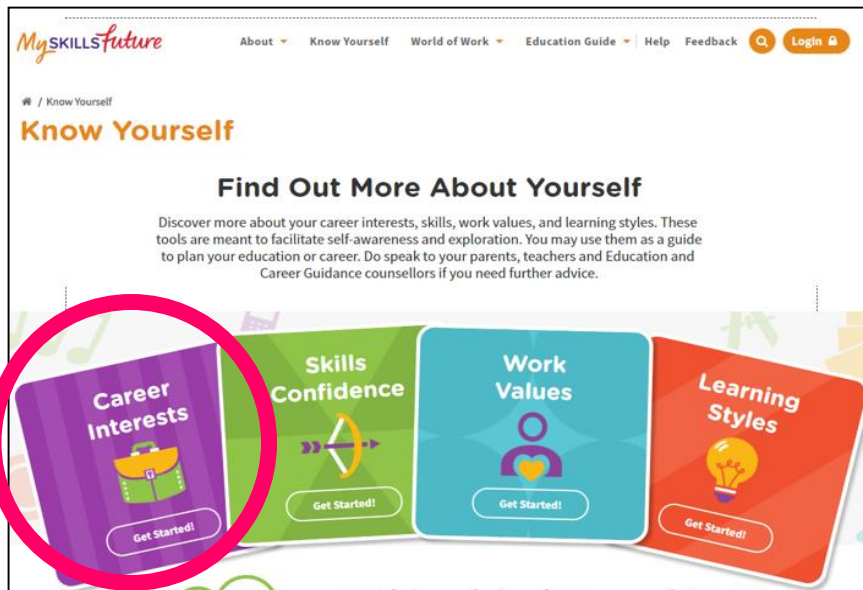 MySKILLSfuture
About Know Yourself World of Work Education Guide Help Feedback Login
/ Know Yourself
Know Yourself
Find Out More About Yourself
Discover more about your career interests, skills, work values, and learning styles. These
tools are meant to facilitate self-awareness and exploration. You may use them as a guide
to plan your education or career. Do speak to your parents, teachers and Education and
Career Guidance counsellors if you need further advice.
Career
Interests
Get Started!
Skills
Confidence
Get Started!
Work
Values
Get Started!
Learning
Styles
Get Started!